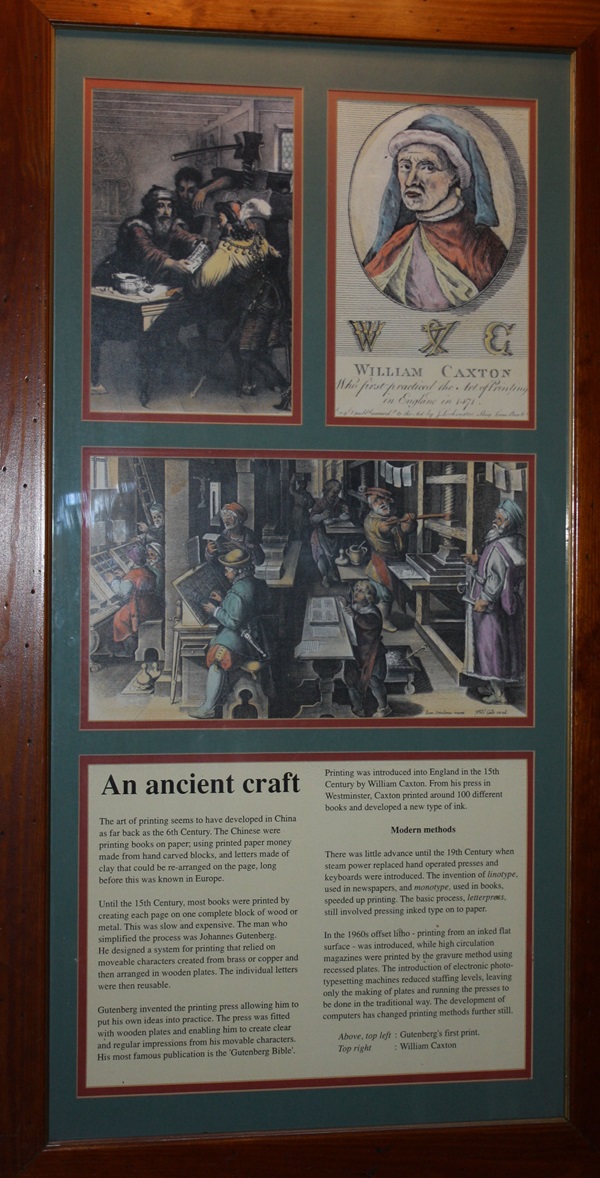 W C
WILLIAM CAXTON
Who first practiced the Art of Printing
in England in 1471.
An ancient craft
The art of printing seems to have developed in China
as far back as the 6th Century. The Chinese were
printing books on paper; using printed paper money
made from hand carved blocks, and letters made of
clay that could be re-arranged on the page, long
before this was known in Europe.
Until the 15th Century, most books were printed by
creating each page on one complete block of wood or
metal. This was slow and expensive. The man who
simplified the process was Johannes Gutenberg.
He designed a system for printing that relied on
moveable characters created from brass or copper and
then arranged in wooden plates. The individual letters
were then reusable.
Gutenberg invented the printing press allowing him to
put his own ideas into practice. The press was fitted
with wooden plates and enabling him to create clear
and regular impressions from his movable characters.
His most famous publication is the 'Gutenberg Bible'.
Printing was introduced into England in the 15th
Century by William Caxton. From his press in
Westminster, Caxton printed around 100 different
books and developed a new type of ink.
Modern methods
There was little advance until the 19th Century when
steam power replaced hand operated presses and
keyboards were introduced. The invention of linotype,
used in newspapers, and monotype, used in books,
speeded up printing. The basic process, letterpress,
still involved pressing inked type on to paper.
In the 1960s offset litho - printing from an inked flat
surface - was introduced, while high circulation
magazines were printed by the gravure method using
recessed plates. The introduction of electronic photo-
typesetting machines reduced staffing levels, leaving
only the making of plates and running the presses to
be done in the traditional way. The development of
computers has changed printing methods further still.
Above, top left : Gutenberg's first print.
Top right : William Caxton